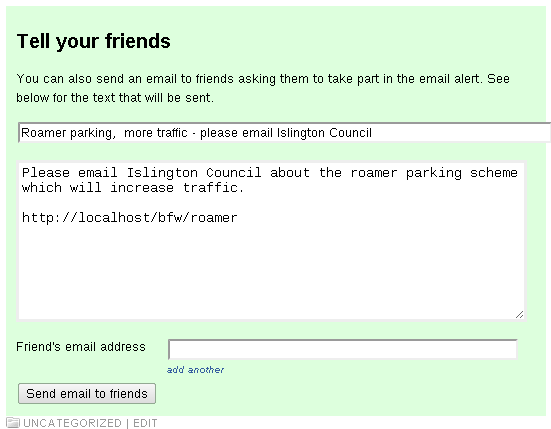 Tell your friends
You can also send an email to friends asking them to take part in the email alert. See
below for the text that will be sent.
Roamer parking,  more traffic - please email Islington Council
Please email Islington Council about the roamer parking scheme
which will increase traffic.
http://localhost/bfw/roamer
Friend's email address
add another
Send email to friends
UNCATEGORIZED | EDIT